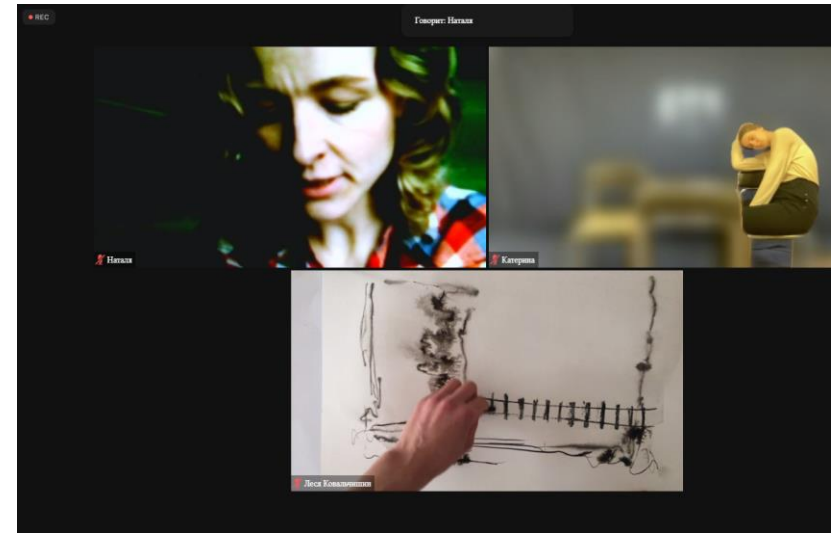 REC
Говорит: Наталя
Наталя
Катерина
Леся Ковальчишин